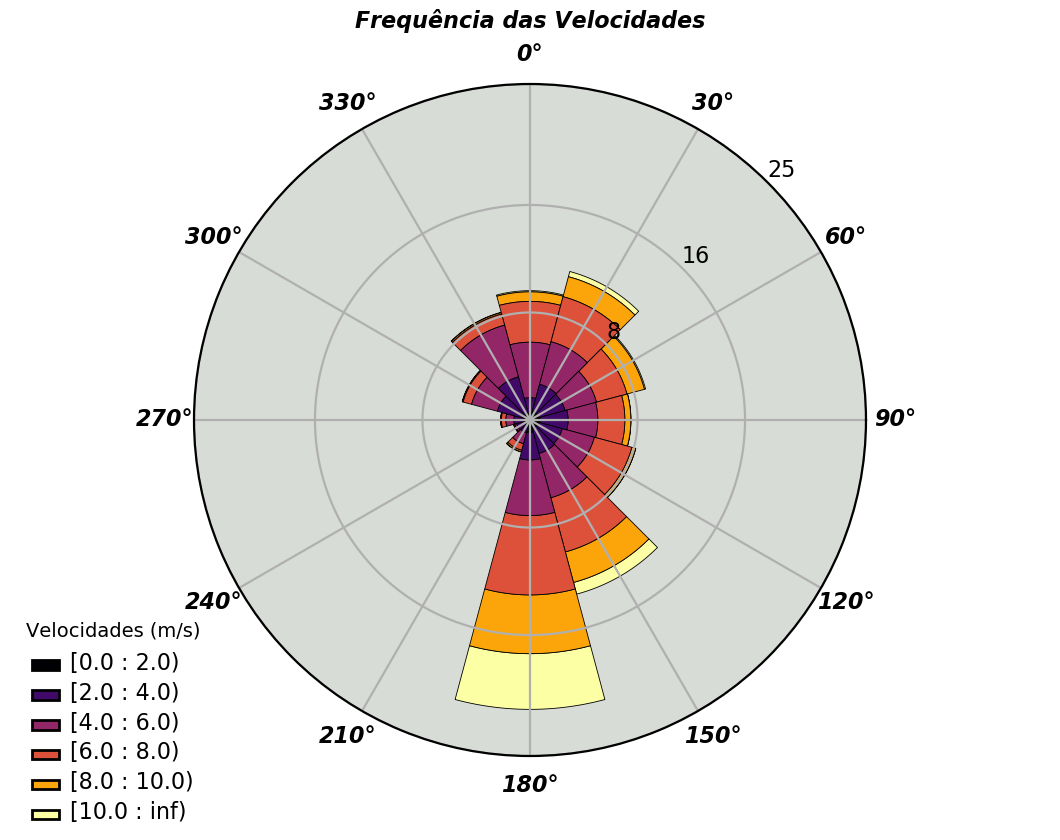 Frequência das Velocidades
0°
330°
30°
25
300°
60°
16
8
270°
90°
240°
120°
210°
150°
180°
Velocidades (m/s)
[0.0 : 2.0)
[2.0 : 4.0)
[4.0 : 6.0)
[6.0 : 8.0)
[8.0 : 10.0)
[10.0 : inf)